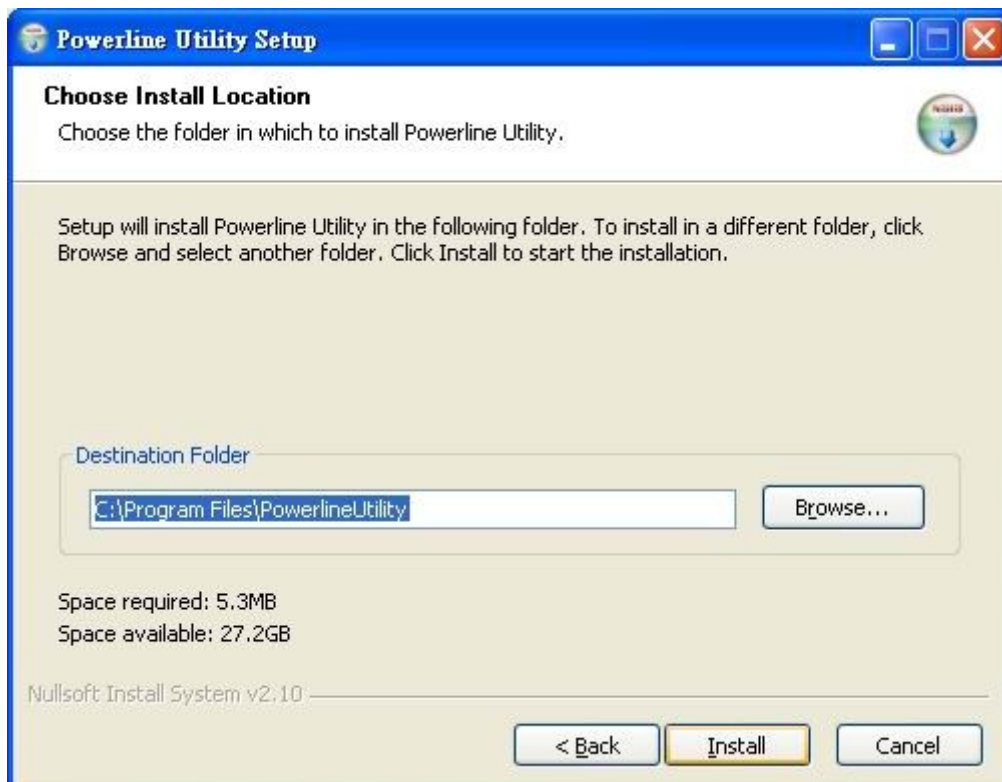 Powerline Utility Setup
Choose Install Location
Choose the folder in which to install Powerline Utility.
Setup will install Powerline Utility in the following folder. To install in a different folder, click
Browse and select another folder. Click Install to start the installation.
Destination Folder
C:\Program Files\PowerlineUtility
Browse...
Space required: 5.3MB
Space available: 27.2GB
Nullsoft Install System v2.10
< Back
Install
Cancel